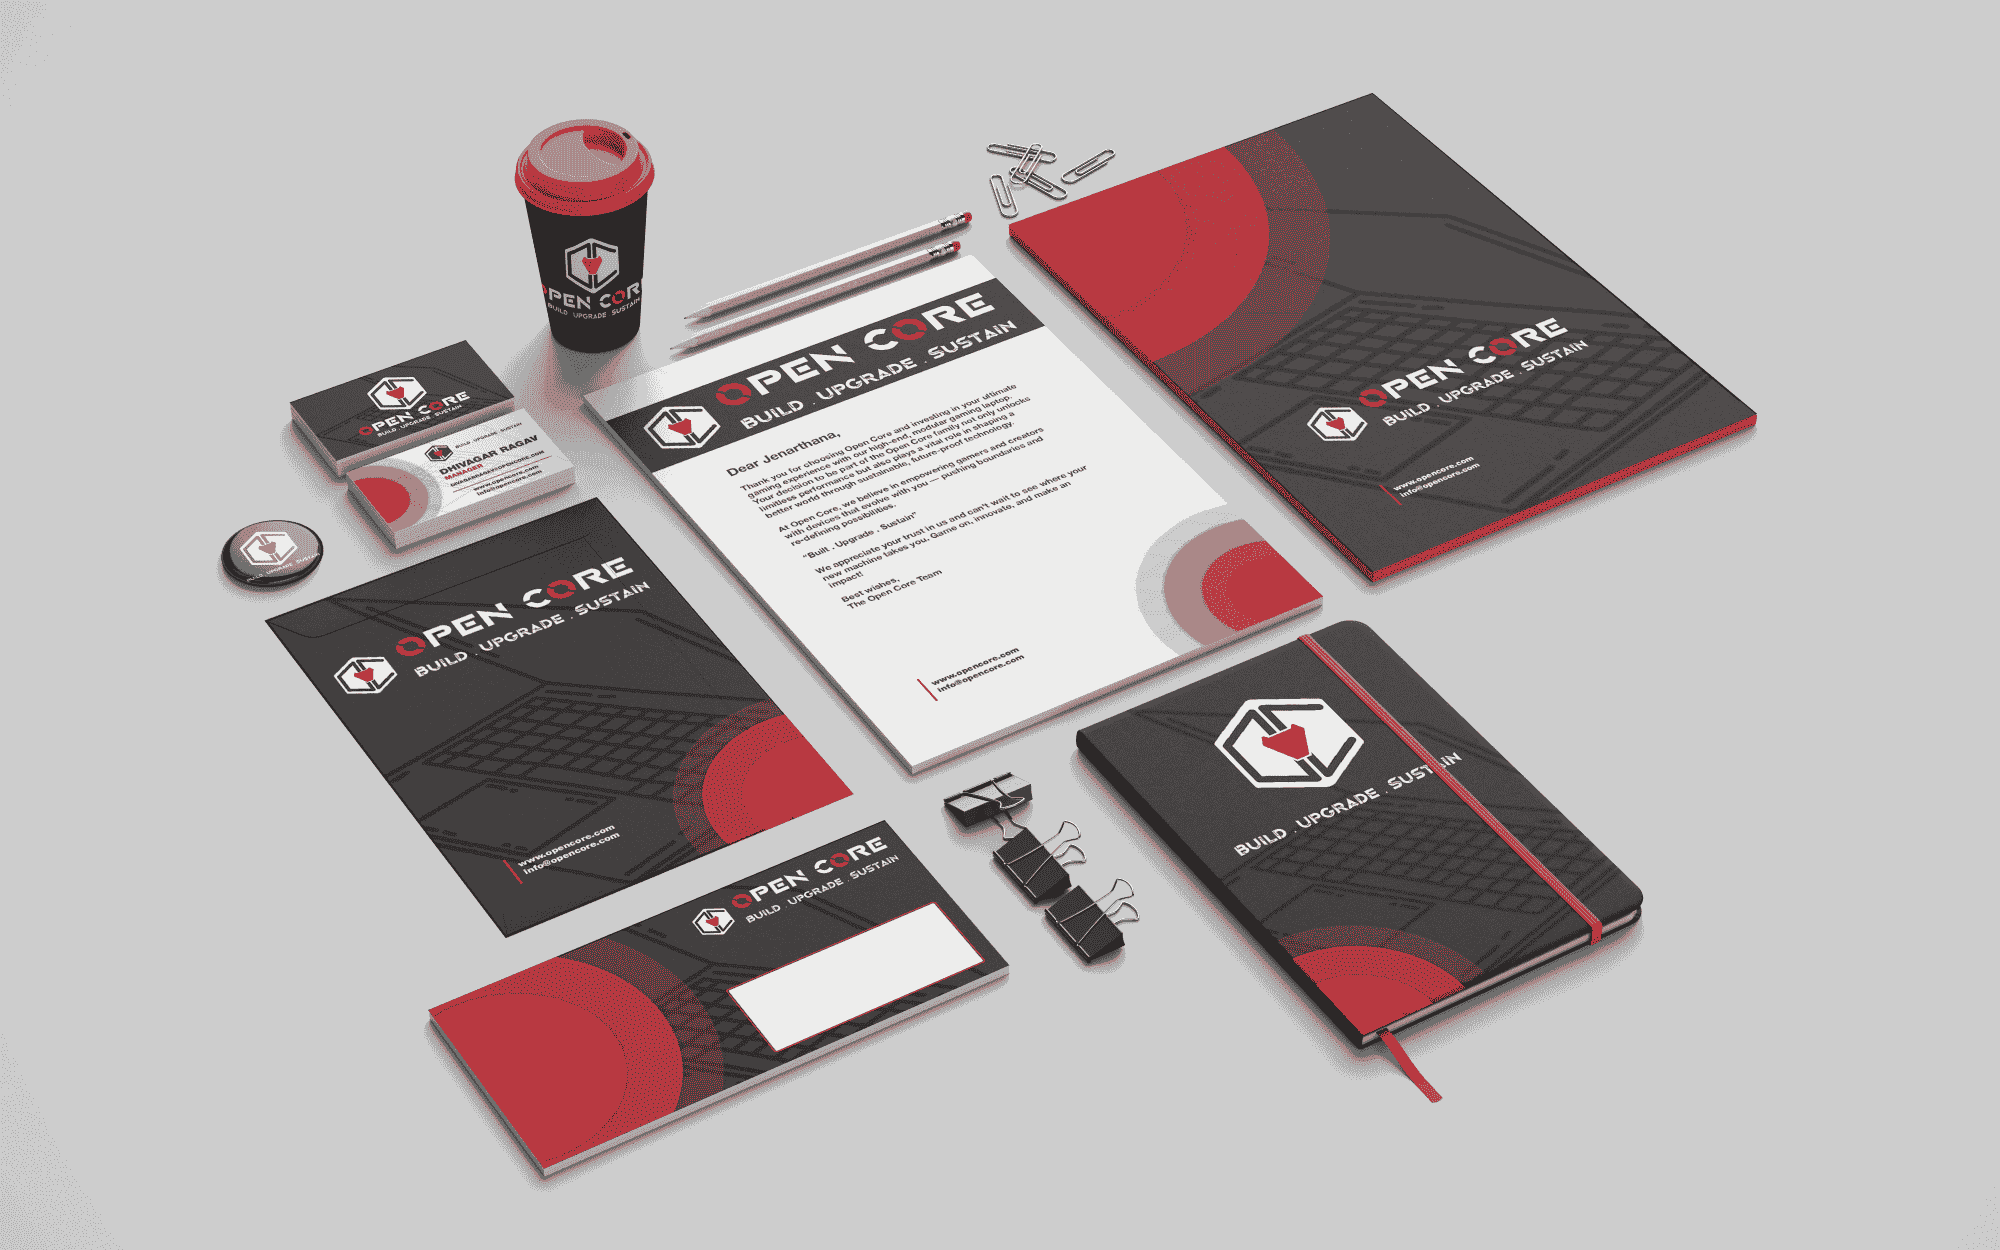 OPEN CORE
BUILD . UPGRADE . SUSTAIN
OPEN CORE
BUILD . UPGRADE . SUSTAIN
BUILD . UPGRADE . SUSTAIN
DHIVAGAR RAGAV
MANAGER
www.opencore.com
info@opencore.com
BUILD . UPGRADE . SUSTAIN
OPEN CORE
BUILD . UPGRADE . SUSTAIN
Dear Jenarthana,
Thank you for choosing Open Core and investing in your ultimate
gaming experience with our high-end, modular gaming laptop.
Your decision to be part of the Open Core family not only unlocks
limitless performance but also plays a vital role in shaping a
better world through sustainable, future-proof technology.
At Open Core, we believe in empowering gamers and creators
with devices that evolve with you — pushing boundaries and
re-defining possibilities.
"Built . Upgrade . Sustain"
We appreciate your trust in us and can't wait to see where your
new machine takes you. Game on, innovate, and make an
impact!
Best wishes,
The Open Core Team
www.opencore.com
info@opencore.com
OPEN CORE
BUILD . UPGRADE . SUSTAIN
www.opencore.com
info@opencore.com
OPEN CORE
BUILD . UPGRADE . SUSTAIN
www.opencore.com
info@opencore.com
OPEN CORE
BUILD . UPGRADE . SUSTAIN
BUILD . UPGRADE . SUSTAIN